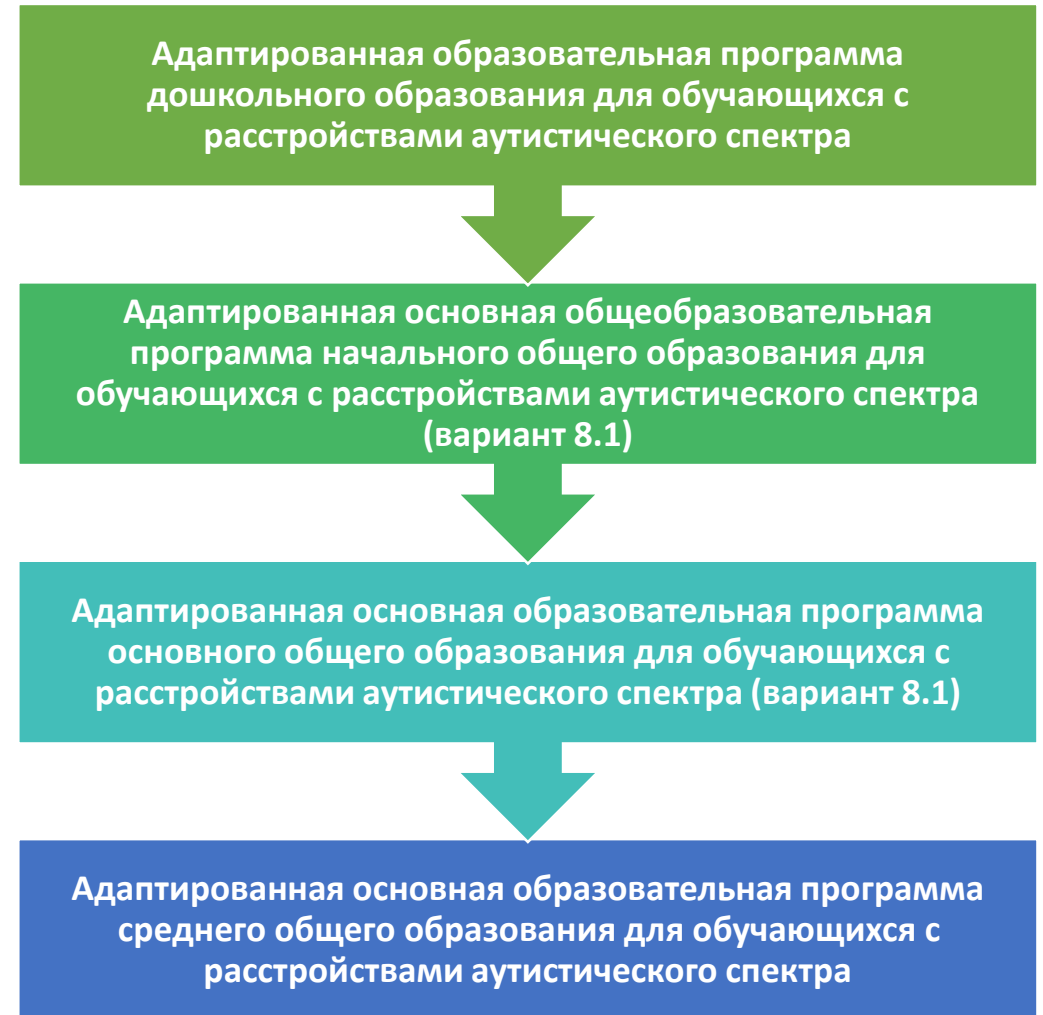 Адаптированная образовательная программа
дошкольного образования для обучающихся с
расстройствами аутистического спектра
Адаптированная основная общеобразовательная
программа начального общего образования для
обучающихся с расстройствами аутистического спектра
(вариант 8.1)
Адаптированная основная образовательная программа
основного общего образования для обучающихся с
расстройствами аутистического спектра (вариант 8.1)
Адаптированная основная образовательная программа
среднего общего образования для обучающихся с
расстройствами аутистического спектра